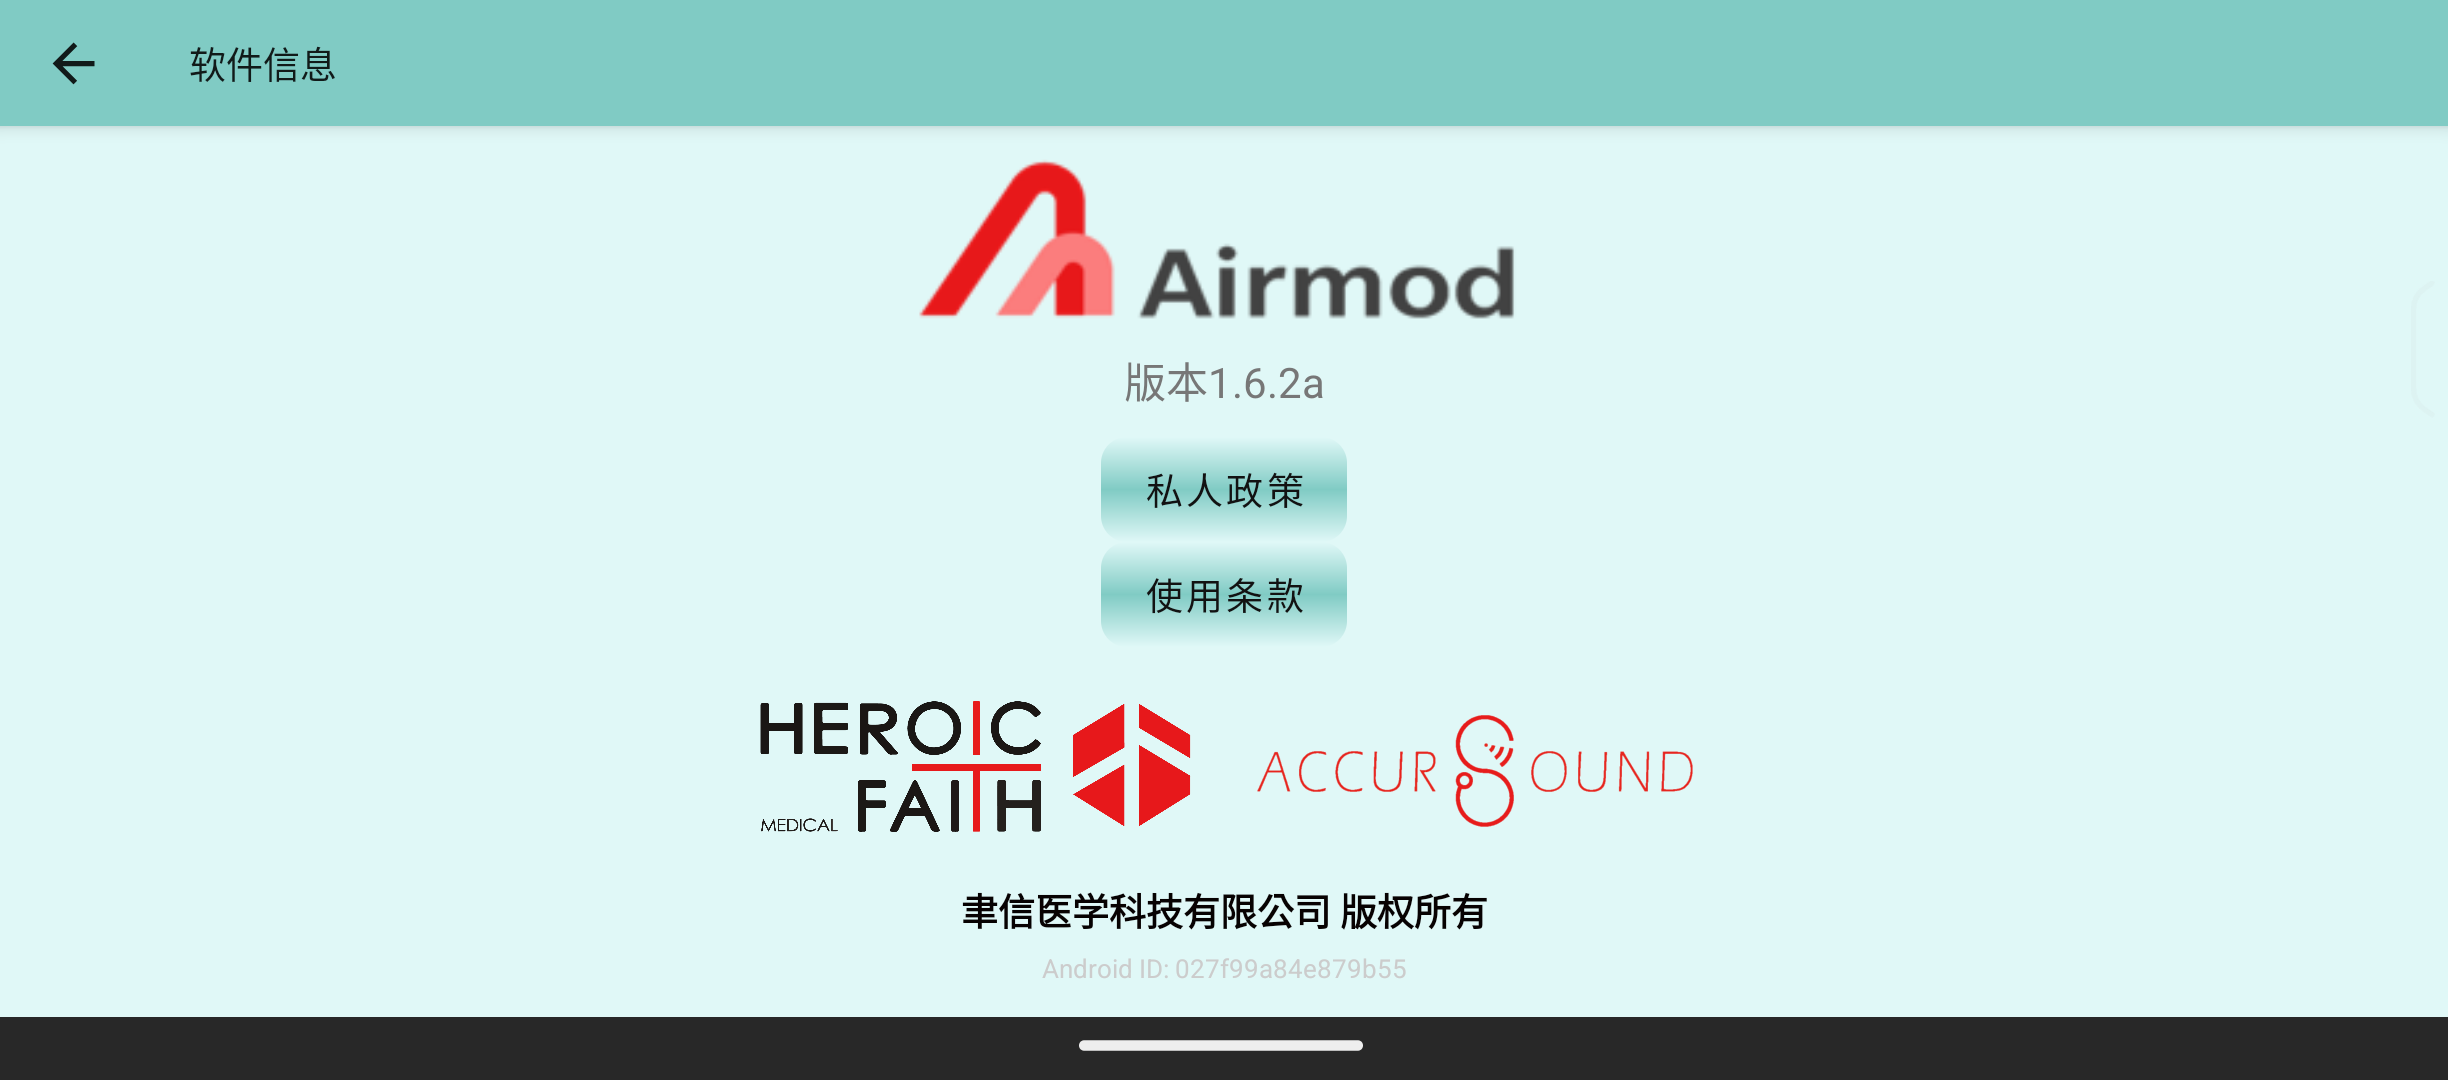 软件信息
Airmod
版本1.6.2a
私人政策
使用条款
HEROIC
FAITH
MEDICAL
ACCURSOUND
聿信医学科技有限公司 版权所有
Android ID: 027f99a84e879b55